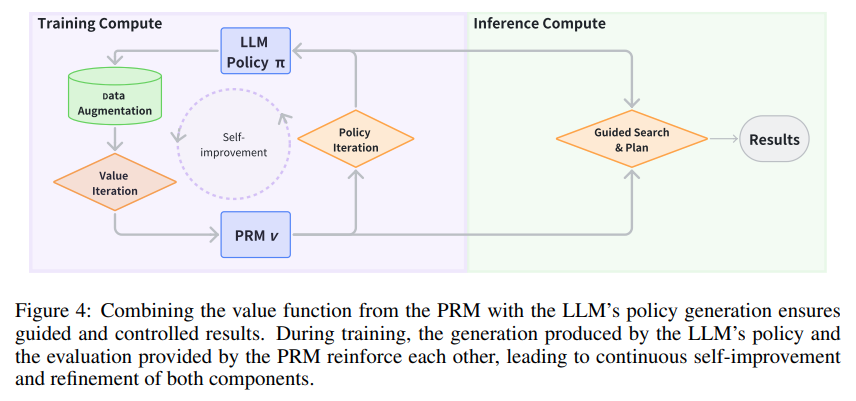 Training Compute
Inference Compute
LLM
Policy π
Data
Augmentation
Self-
improvement
Policy
Iteration
Guided Search
& Plan
Results
Value
Iteration
PRM v
Figure 4: Combining the value function from the PRM with the LLM’s policy generation ensures
guided and controlled results. During training, the generation produced by the LLM’s policy and
the evaluation provided by the PRM reinforce each other, leading to continuous self-improvement
and refinement of both components.